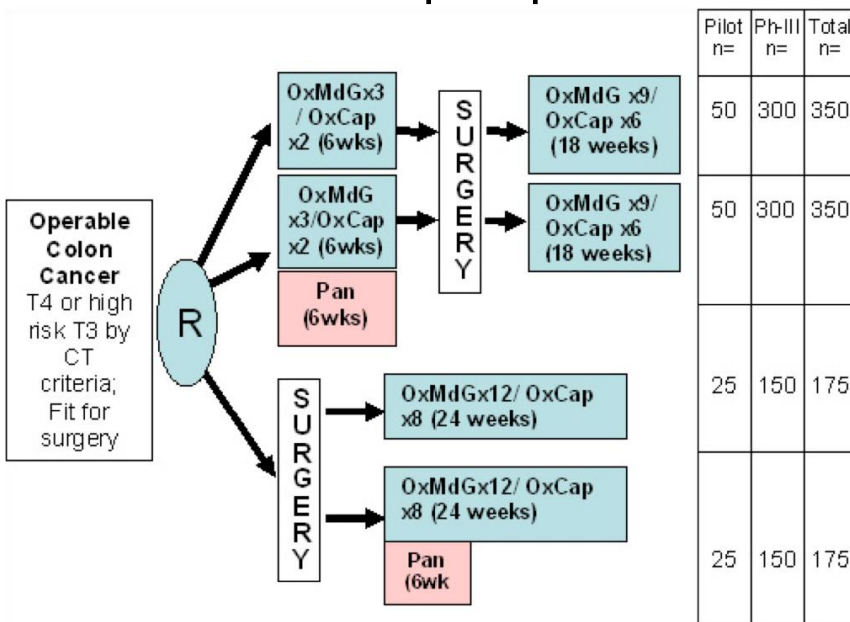 Operable
Colon
Cancer
T4 or high
risk T3 by
CT
criteria;
Fit for
surgery
R
OxMdGx3
/ OxCap
x2 (6wks)
OxMdG
x3/OxCap
x2 (6wks)
Pan
(6wks)
SURGERY
OxMdG x9/
OxCap x6
(18 weeks)
OxMdG x9/
OxCap x6
(18 weeks)
SURGERY
OxMdGx12/ OxCap
x8 (24 weeks)
OxMdGx12/ OxCap
x8 (24 weeks)
Pan
(6wk
Pilot Ph-III Total
n= n= n=
50 300 350
50 300 350
25 150 175
25 150 175